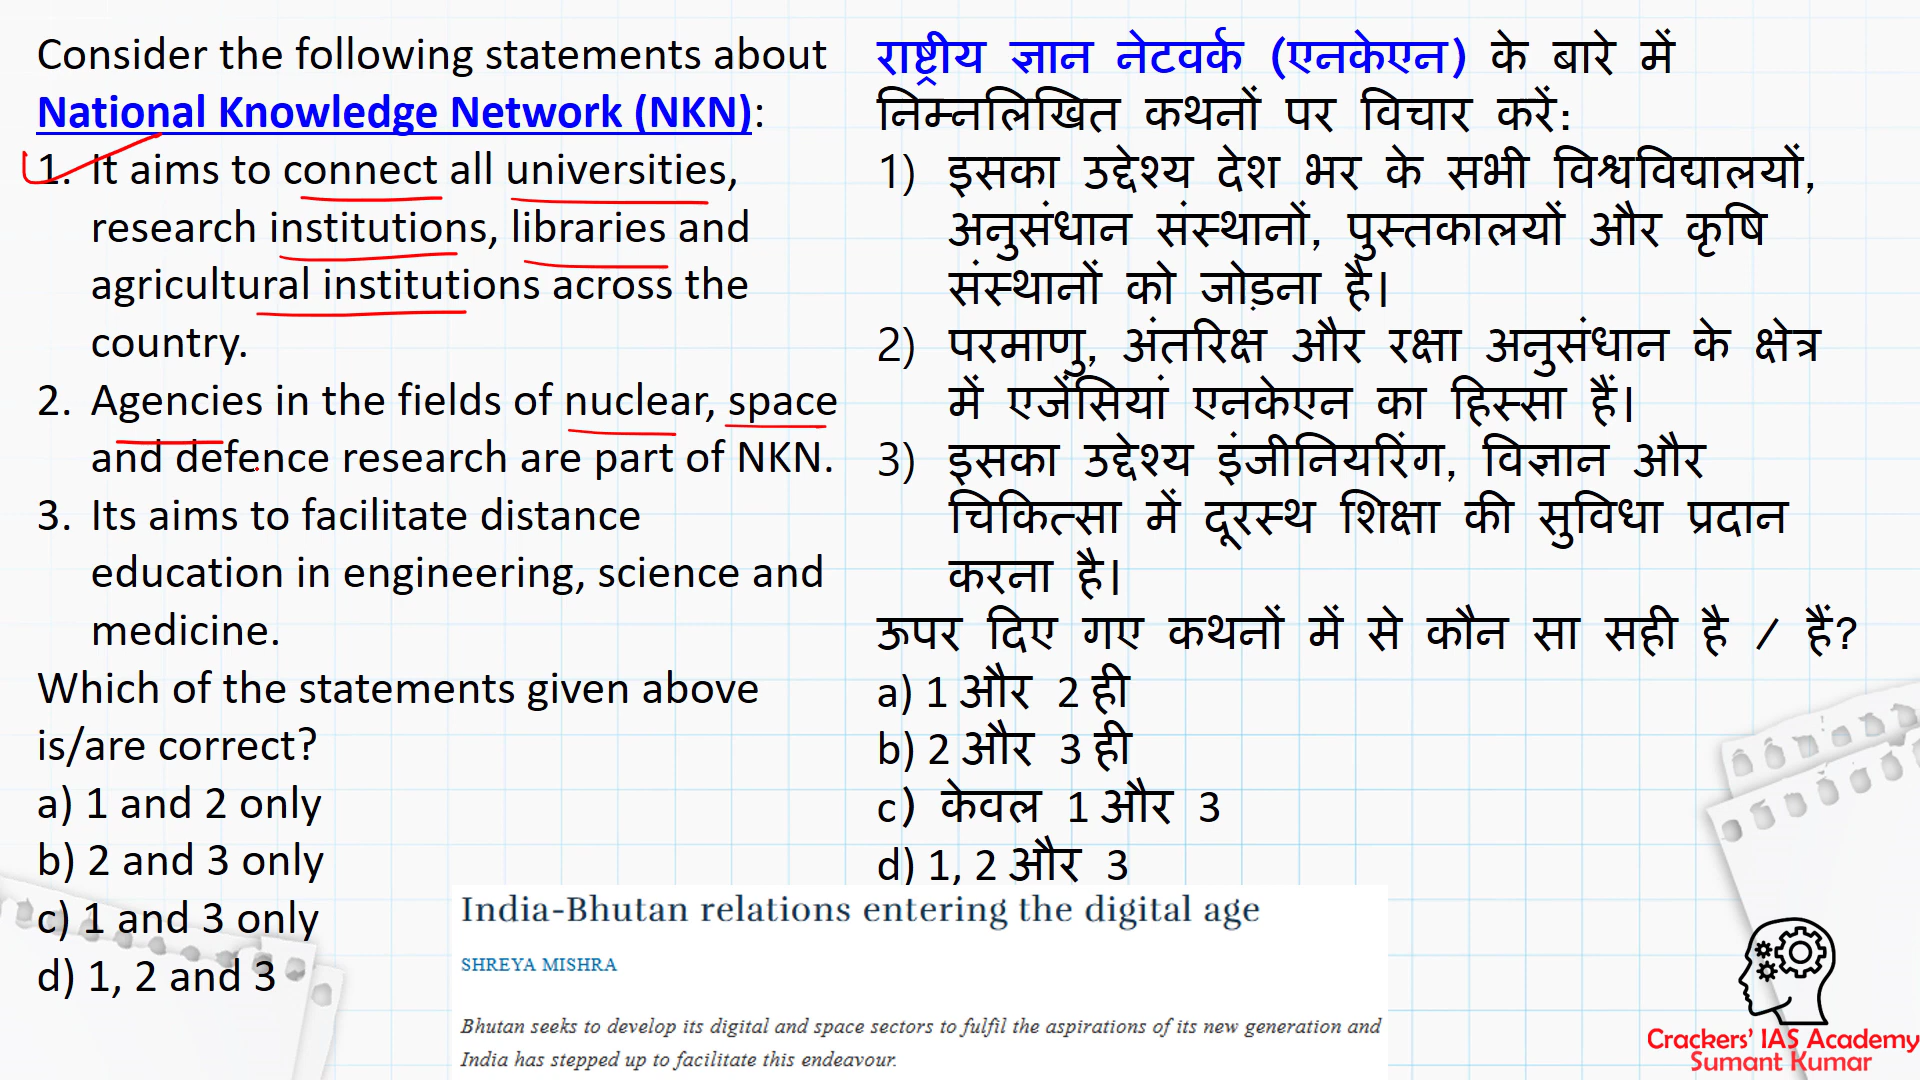 Consider the following statements about
National Knowledge Network (NKN):
1. It aims to connect all universities,
research institutions, libraries and
agricultural institutions across the
country.
2. Agencies in the fields of nuclear, space
and defence research are part of NKN.
3. Its aims to facilitate distance
education in engineering, science and
medicine.
Which of the statements given above
is/are correct?
a) 1 and 2 only
b) 2 and 3 only
c) 1 and 3 only
d) 1, 2 and 3
राष्ट्रीय ज्ञान नेटवर्क (एनकेएन) के बारे में
निम्नलिखित कथनों पर विचार करें:
1) इसका उद्देश्य देश भर के सभी विश्वविद्यालयों,
अनुसंधान संस्थानों, पुस्तकालयों और कृषि
संस्थानों को जोड़ना है।
2) परमाणु, अंतरिक्ष और रक्षा अनुसंधान के क्षेत्र
में एजेंसियां एनकेएन का हिस्सा हैं।
3) इसका उद्देश्य इंजीनियरिंग, विज्ञान और
चिकित्सा में दूरस्थ शिक्षा की सुविधा प्रदान
करना है।
ऊपर दिए गए कथनों में से कौन सा सही है / हैं?
a) 1 और 2 ही
b) 2 और 3 ही
c) केवल 1 और 3
d) 1, 2 और 3
India-Bhutan relations entering the digital age
SHREYA MISHRA
Bhutan seeks to develop its digital and space sectors to fulfil the aspirations of its new generation and
India has stepped up to facilitate this endeavour.
Crackers' IAS Academy
Sumant Kumar